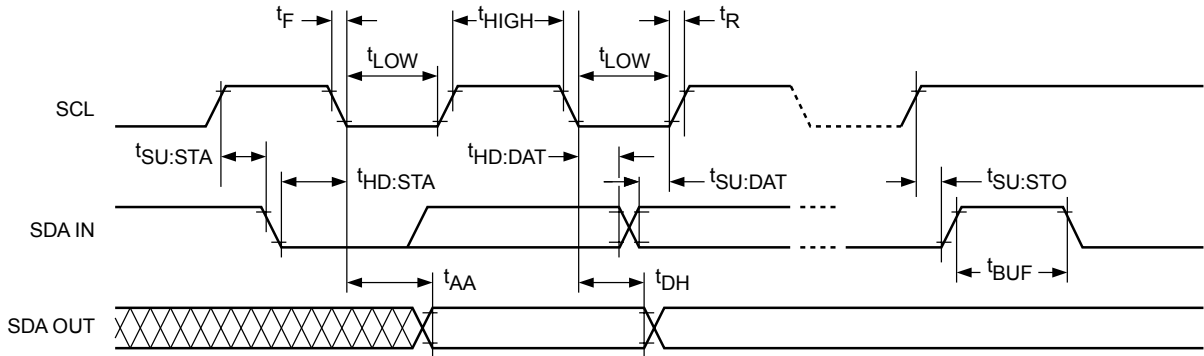 tF
tHIGH
tR
tLOW
tLOW
SCL
tSU:STA
tHD:STA
tHD:DAT
tSU:DAT
tSU:STO
SDA IN
tAA
tDH
tBUF
SDA OUT